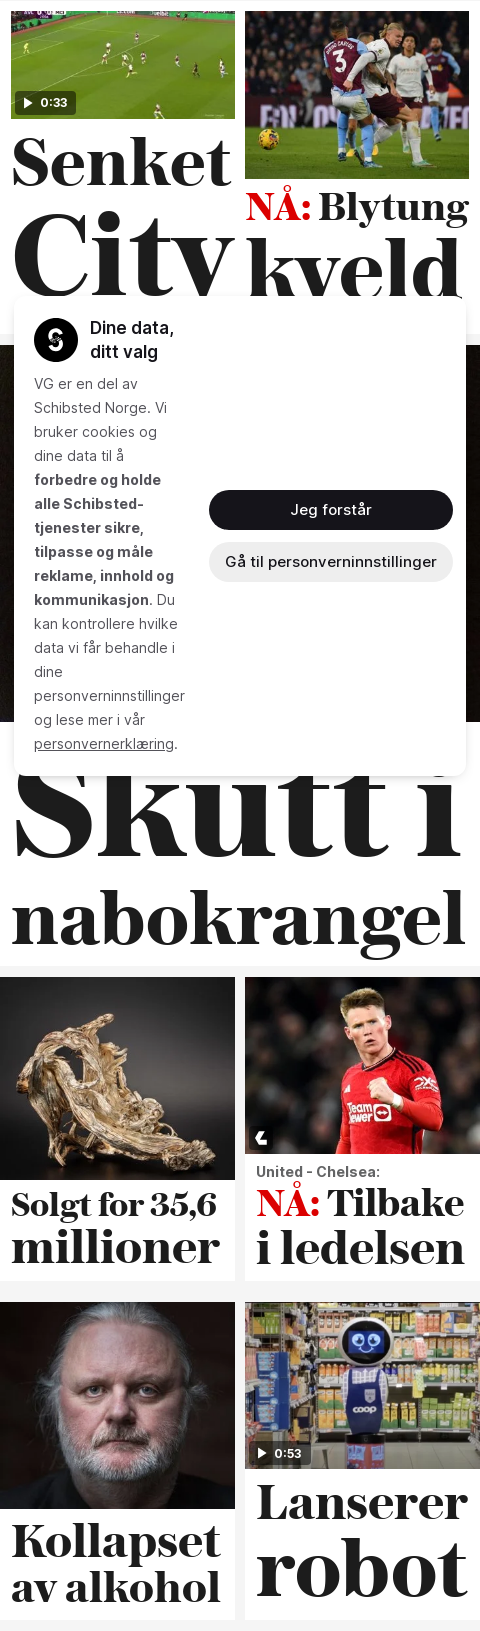 0:33
Senket
City
3
NÅ: Blytung
kveld
Dine data,
ditt valg
VG er en del av
Schibsted Norge. Vi
bruker cookies og
dine data til å
forbedre og holde
alle Schibsted-
tjenester sikre,
tilpasse og måle
reklame, innhold og
kommunikasjon. Du
kan kontrollere hvilke
data vi får behandle i
dine
personverninnstillinger
og lese mer i vår
personvernerklæring.
Jeg forstår
Gå til personverninnstillinger
Skutt i
nabokrangel
Solgt for 35,6
millioner
TeamViewer
United - Chelsea:
NÅ: Tilbake
i ledelsen
Kollapset
av alkohol
coop
0:53
Lanserer
robot